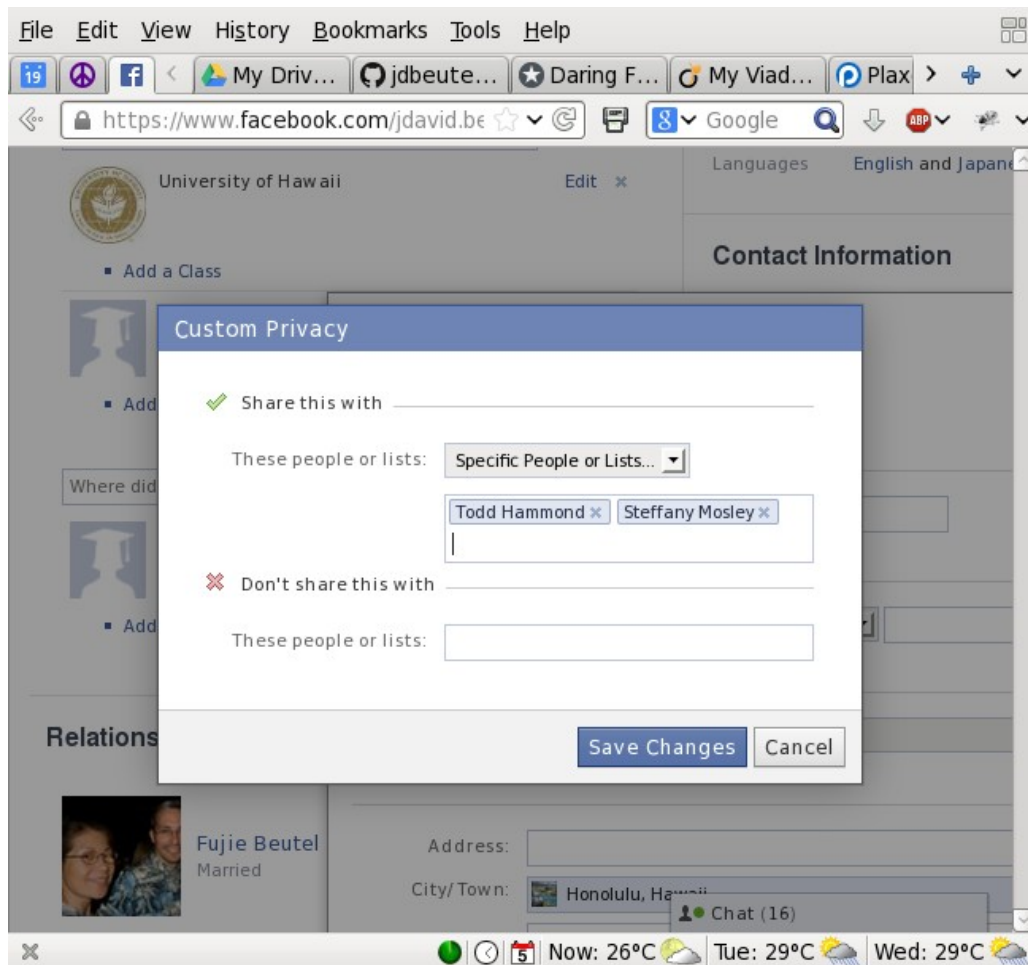 File Edit View History Bookmarks Tools Help
19 My Driv... jdbeute... Daring F... My Viad... Plax
https://www.facebook.com/jdavid.be Google ABP
University of Hawaii Edit
Languages English and Japane
Add a Class
Contact Information
Custom Privacy
Share this with
Add
These people or lists: Specific People or Lists...
Where did
Todd Hammond Steffany Mosley
Don't share this with
Add
These people or lists:
Relations
Save Changes Cancel
Fujie Beutel
Married
Address:
City/Town: Honolulu, Hawaii
Chat (16)
5 Now: 26°C Tue: 29°C Wed: 29°C